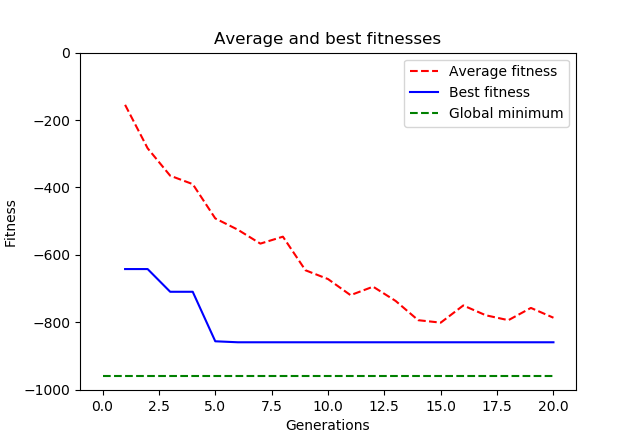 Average and best fitnesses
0
−200
−400
−600
−800
−1000
Fitness
Average fitness
Best fitness
Global minimum
0.0 2.5 5.0 7.5 10.0 12.5 15.0 17.5 20.0
Generations